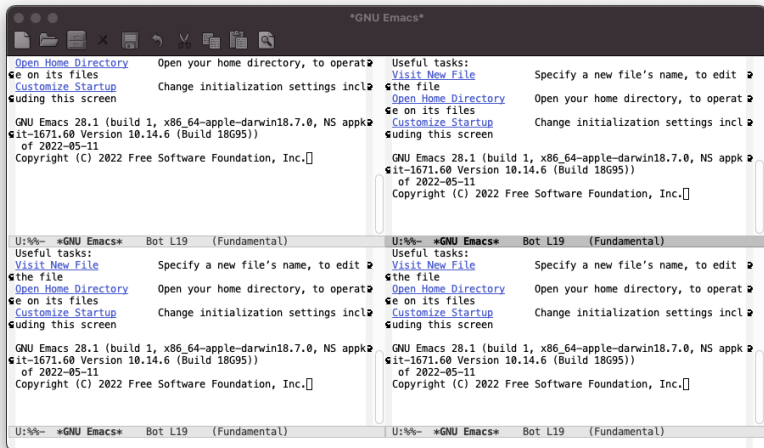 *GNU Emacs*
Open Home Directory Open your home directory, to operat
e on its files
Customize Startup Change initialization settings incl
uding this screen
GNU Emacs 28.1 (build 1, x86_64-apple-darwin18.7.0, NS appk
it-1671.60 Version 10.14.6 (Build 18G95))
of 2022-05-11
Copyright (C) 2022 Free Software Foundation, Inc.
U:%%- *GNU Emacs* Bot L19 (Fundamental)
Useful tasks:
Visit New File Specify a new file’s name, to edit
the file
Open Home Directory Open your home directory, to operat
e on its files
Customize Startup Change initialization settings incl
uding this screen
GNU Emacs 28.1 (build 1, x86_64-apple-darwin18.7.0, NS appk
it-1671.60 Version 10.14.6 (Build 18G95))
of 2022-05-11
Copyright (C) 2022 Free Software Foundation, Inc.
U:%%- *GNU Emacs* Bot L19 (Fundamental)
Useful tasks:
Visit New File Specify a new file’s name, to edit
the file
Open Home Directory Open your home directory, to operat
e on its files
Customize Startup Change initialization settings incl
uding this screen
GNU Emacs 28.1 (build 1, x86_64-apple-darwin18.7.0, NS appk
it-1671.60 Version 10.14.6 (Build 18G95))
of 2022-05-11
Copyright (C) 2022 Free Software Foundation, Inc.
U:%%- *GNU Emacs* Bot L19 (Fundamental)
Useful tasks:
Visit New File Specify a new file’s name, to edit
the file
Open Home Directory Open your home directory, to operat
e on its files
Customize Startup Change initialization settings incl
uding this screen
GNU Emacs 28.1 (build 1, x86_64-apple-darwin18.7.0, NS appk
it-1671.60 Version 10.14.6 (Build 18G95))
of 2022-05-11
Copyright (C) 2022 Free Software Foundation, Inc.
U:%%- *GNU Emacs* Bot L19 (Fundamental)